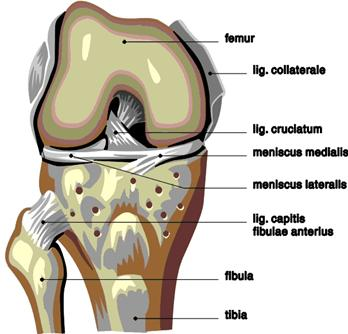 femur
lig. collaterale
lig. cruciatum
meniscus medialis
meniscus lateralis
lig. capitis
fibulae anterius
fibula
tibia